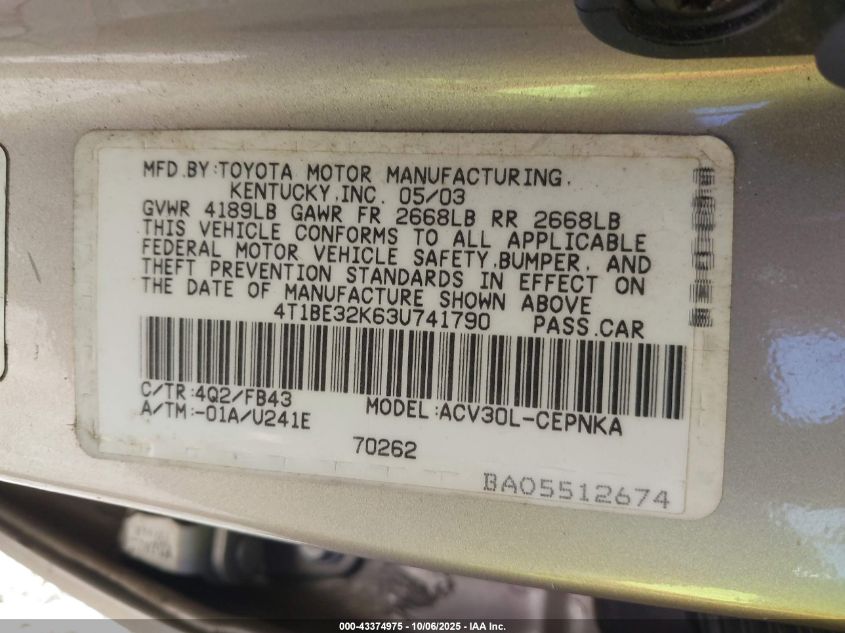 MFD.BY:TOYOTA MOTOR MANUFACTURING,
KENTUCKY,INC. 05/03
GVWR 4189LB GAWR FR 2668LB RR 2668LB
THIS VEHICLE CONFORMS TO ALL APPLICABLE
FEDERAL MOTOR VEHICLE SAFETY,BUMPER, AND
THEFT PREVENTION STANDARDS IN EFFECT ON
THE DATE OF MANUFACTURE SHOWN ABOVE
4T1BE32K63U741790 PASS.CAR
C/TR:4Q2/FB43
A/TM:-01A/U241E MODEL:ACV30L-CEPNKA
70262
BA05512674
000-43374975 - 10/06/2025 - IAA Inc.